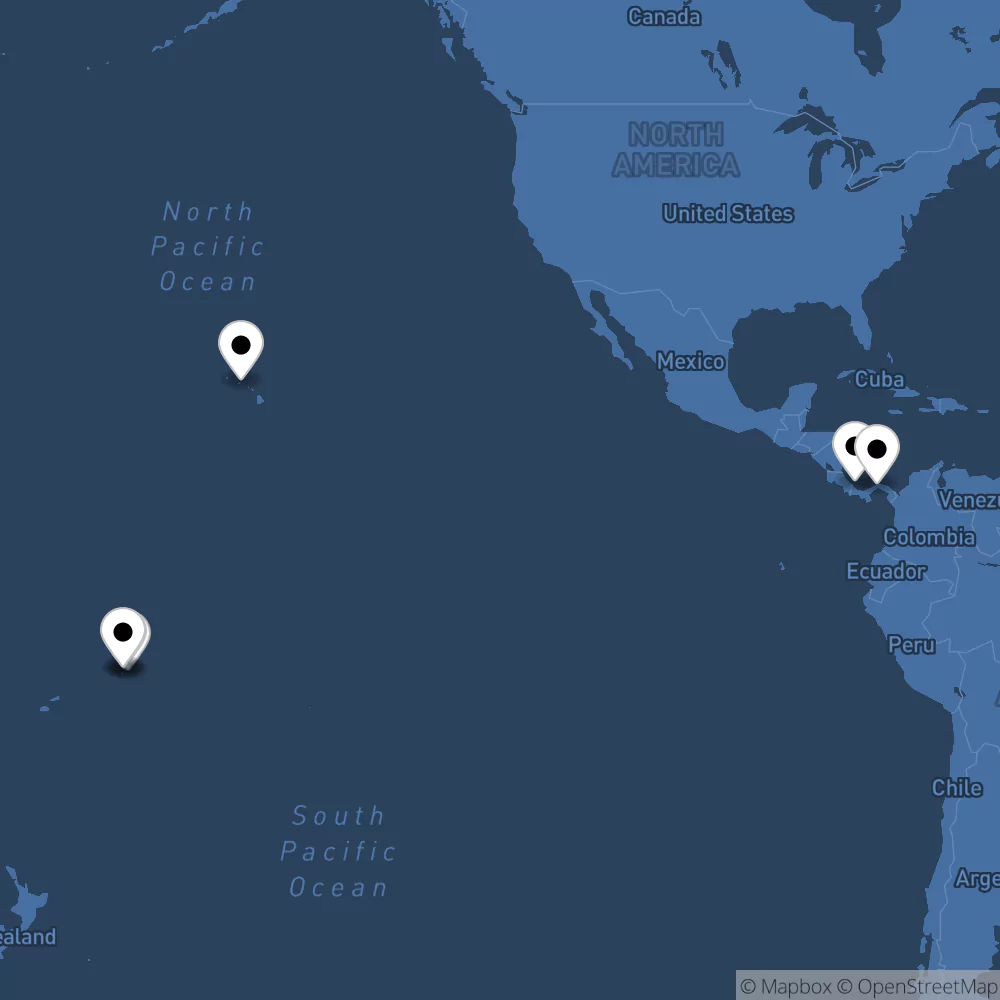 Canada
NORTH
AMERICA
United States
North
Pacific
Ocean
Mexico
Cuba
Venezu
Colombia
Ecuador
Peru
Chile
South
Pacific
Ocean
Arge
ealand
© Mapbox © OpenStreetMap